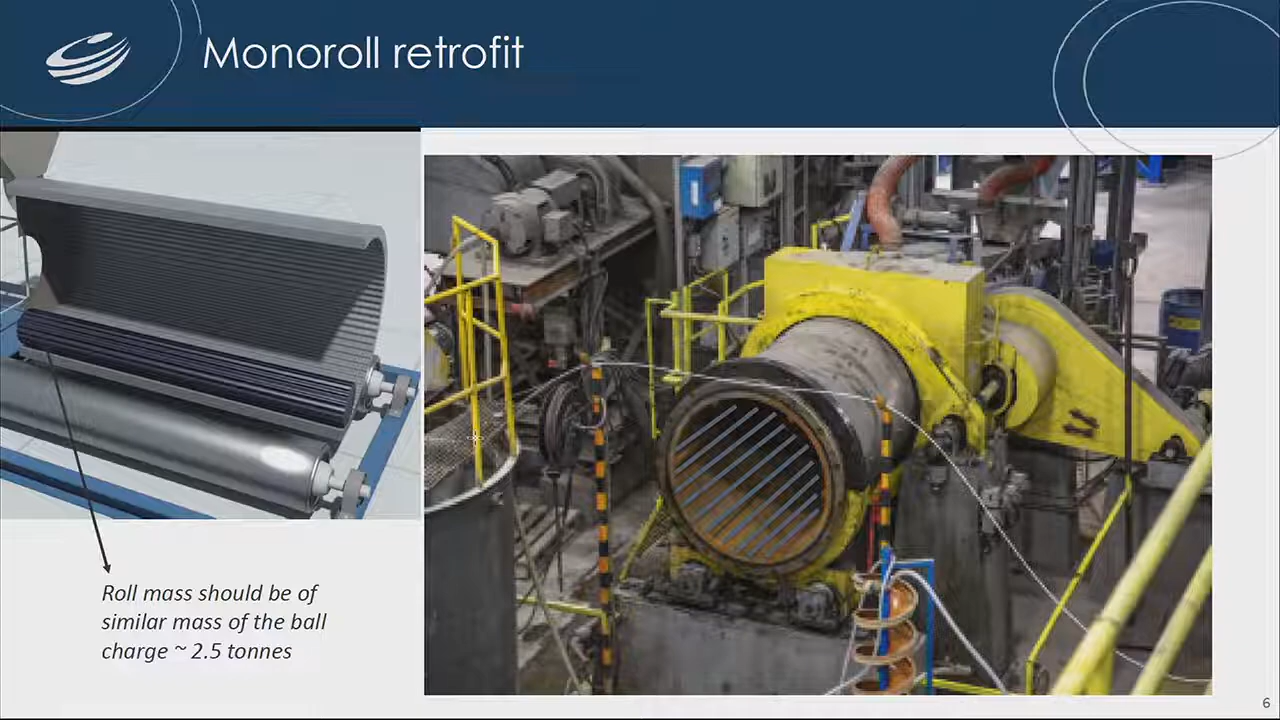 Monoroll retrofit
Roll mass should be of
similar mass of the ball
charge ~ 2.5 tonnes
6